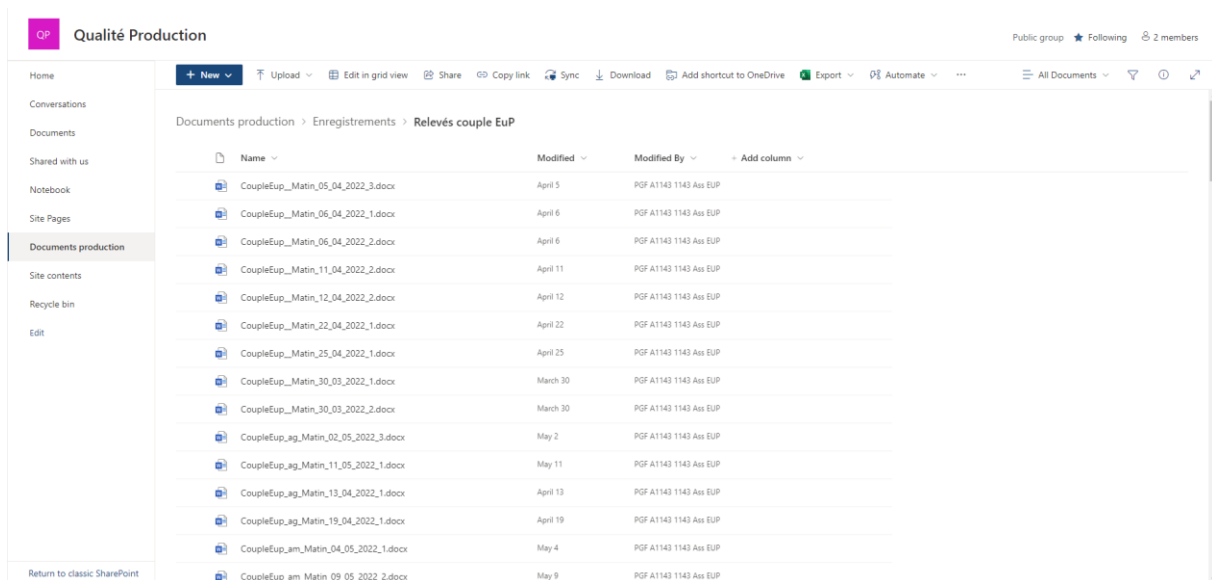 QP Qualité Production
Public group Following 2 members
Home
Conversations
Documents
Shared with us
Notebook
Site Pages
Documents production
Site contents
Recycle bin
Edit
Return to classic SharePoint
+ New Upload Edit in grid view Share Copy link Sync Download Add shortcut to OneDrive Export Automate ... All Documents
Documents production > Enregistrements > Relevés couple EuP
Name Modified Modified By + Add column
CoupleEup__Matin_05_04_2022_3.docx April 5 PGF A1143 1143 Ass EUP
CoupleEup__Matin_06_04_2022_1.docx April 6 PGF A1143 1143 Ass EUP
CoupleEup__Matin_06_04_2022_2.docx April 6 PGF A1143 1143 Ass EUP
CoupleEup__Matin_11_04_2022_2.docx April 11 PGF A1143 1143 Ass EUP
CoupleEup__Matin_12_04_2022_2.docx April 12 PGF A1143 1143 Ass EUP
CoupleEup__Matin_22_04_2022_1.docx April 22 PGF A1143 1143 Ass EUP
CoupleEup__Matin_25_04_2022_1.docx April 25 PGF A1143 1143 Ass EUP
CoupleEup__Matin_30_03_2022_1.docx March 30 PGF A1143 1143 Ass EUP
CoupleEup__Matin_30_03_2022_2.docx March 30 PGF A1143 1143 Ass EUP
CoupleEup_ag_Matin_02_05_2022_3.docx May 2 PGF A1143 1143 Ass EUP
CoupleEup_ag_Matin_11_05_2022_1.docx May 11 PGF A1143 1143 Ass EUP
CoupleEup_ag_Matin_13_04_2022_1.docx April 13 PGF A1143 1143 Ass EUP
CoupleEup_ag_Matin_19_04_2022_1.docx April 19 PGF A1143 1143 Ass EUP
CoupleEup_am_Matin_04_05_2022_1.docx May 4 PGF A1143 1143 Ass EUP
CoupleEup_am_Matin_09_05_2022_2.docx May 9 PGF A1143 1143 Ass EUP